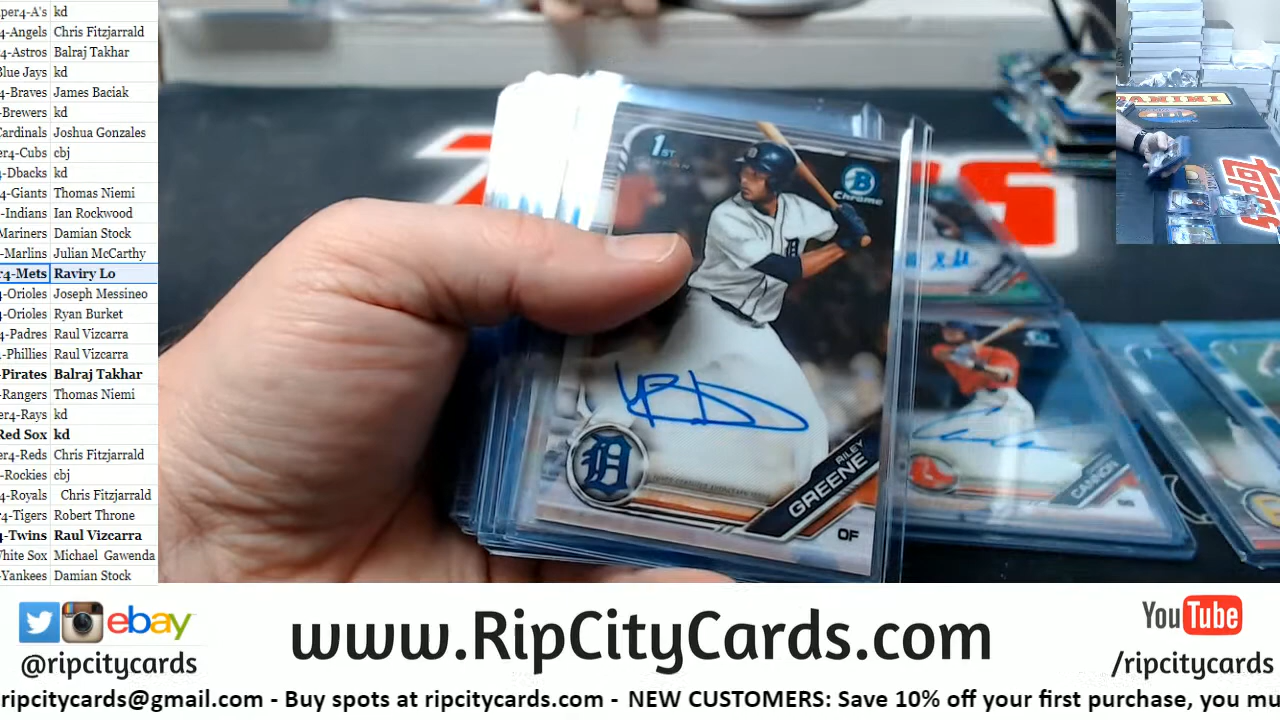 per4-A's kd
4-Angels Chris Fitzjarrald
4-Astros Balraj Takhar
Blue Jays kd
4-Braves James Baciak
-Brewers kd
Cardinals Joshua Gonzales
er4-Cubs cbj
4-Dbacks kd
4-Giants Thomas Niemi
-Indians Ian Rockwood
Mariners Damian Stock
-Marlins Julian McCarthy
r4-Mets Raviry Lo
-Orioles Joseph Messineo
-Orioles Ryan Burket
4-Padres Raul Vizcarra
-Phillies Raul Vizcarra
-Pirates Balraj Takhar
-Rangers Thomas Niemi
er4-Rays kd
Red Sox kd
er4-Reds Chris Fitzjarrald
-Rockies cbj
4-Royals Chris Fitzjarrald
r4-Tigers Robert Throne
4-Twins Raul Vizcarra
White Sox Michael Gawenda
-Yankees Damian Stock
1ST
B
Chrome
D
RILEY
GREENE
OF
CANNON
PANINI
ebay
@ripcitycards
www.RipCityCards.com
YouTube
/ripcitycards
ripcitycards@gmail.com - Buy spots at ripcitycards.com - NEW CUSTOMERS: Save 10% off your first purchase, you mu